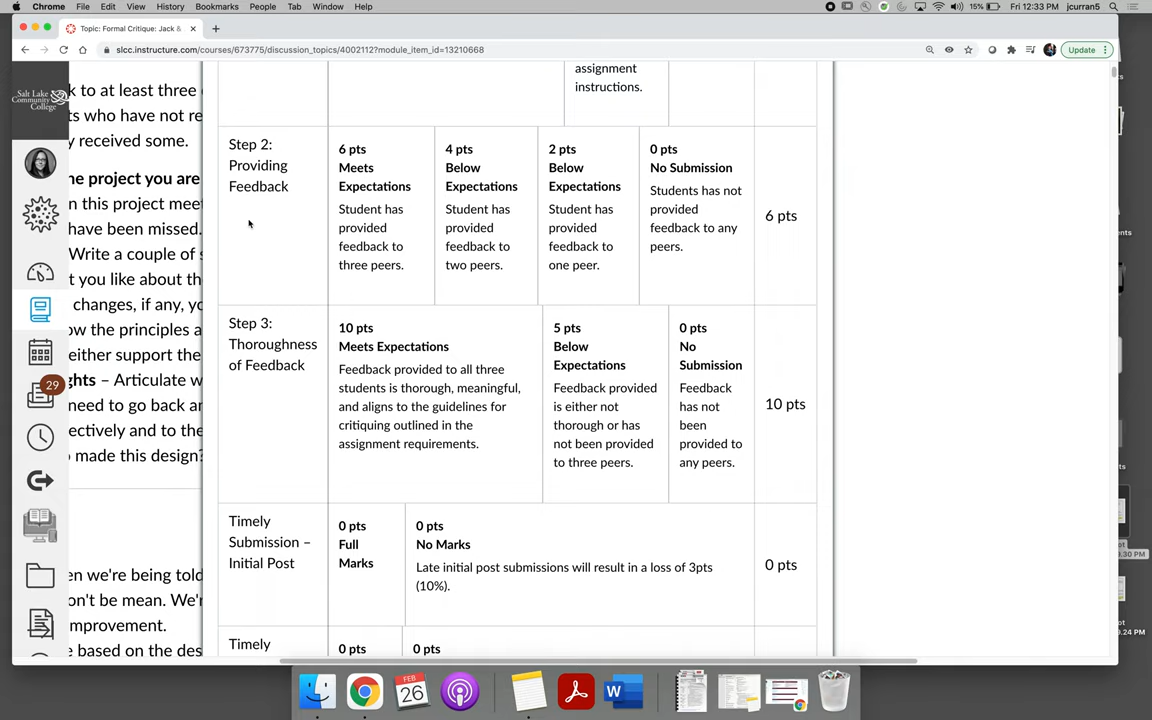 Chrome File Edit View History Bookmarks People Tab Window Help
15% Fri 12:33 PM jcurran5
Topic: Formal Critique: Jack &
slcc.instructure.com/courses/673775/discussion_topics/4002112?module_item_id=13210668
Update
Salt Lake
Community
College
29
k to at least three
ts who have not re
y received some.
ne project you are
n this project meet
have been missed.
Write a couple of s
t you like about th
changes, if any, yo
ow the principles a
either support the
ghts – Articulate w
need to go back an
ectively and to the
o made this design?
en we're being told
on't be mean. We'r
mprovement.
e based on the des
assignment
instructions.
Step 2:
Providing
Feedback
6 pts
Meets
Expectations
Student has
provided
feedback to
three peers.
4 pts
Below
Expectations
Student has
provided
feedback to
two peers.
2 pts
Below
Expectations
Student has
provided
feedback to
one peer.
0 pts
No Submission
Students has not
provided
feedback to any
peers.
6 pts
Step 3:
Thoroughness
of Feedback
10 pts
Meets Expectations
Feedback provided to all three
students is thorough, meaningful,
and aligns to the guidelines for
critiquing outlined in the
assignment requirements.
5 pts
Below
Expectations
Feedback provided
is either not
thorough or has
not been provided
to three peers.
0 pts
No
Submission
Feedback
has not
been
provided to
any peers.
10 pts
Timely
Submission –
Initial Post
0 pts
Full
Marks
0 pts
No Marks
Late initial post submissions will result in a loss of 3pts
(10%).
0 pts
Timely
0 pts
0 pts
ents
ts
ot
.30 PM
ot
9.24 PM
FEB
26
W